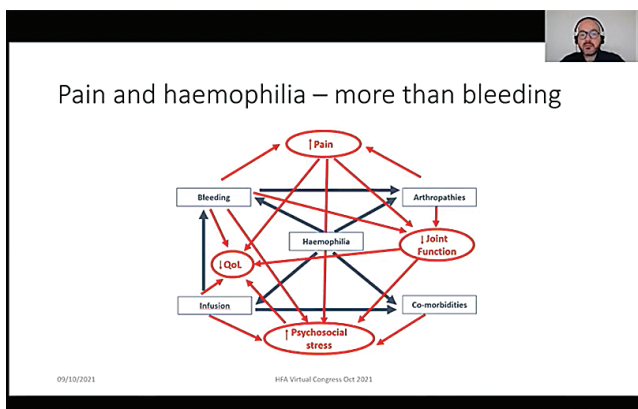 Pain and haemophilia – more than bleeding
↑Pain
Bleeding
Arthropathies
Haemophilia
↓Joint
Function
↓QoL
Infusion
Co-morbidities
↑Psychosocial
stress
09/10/2021
HFA Virtual Congress Oct 2021